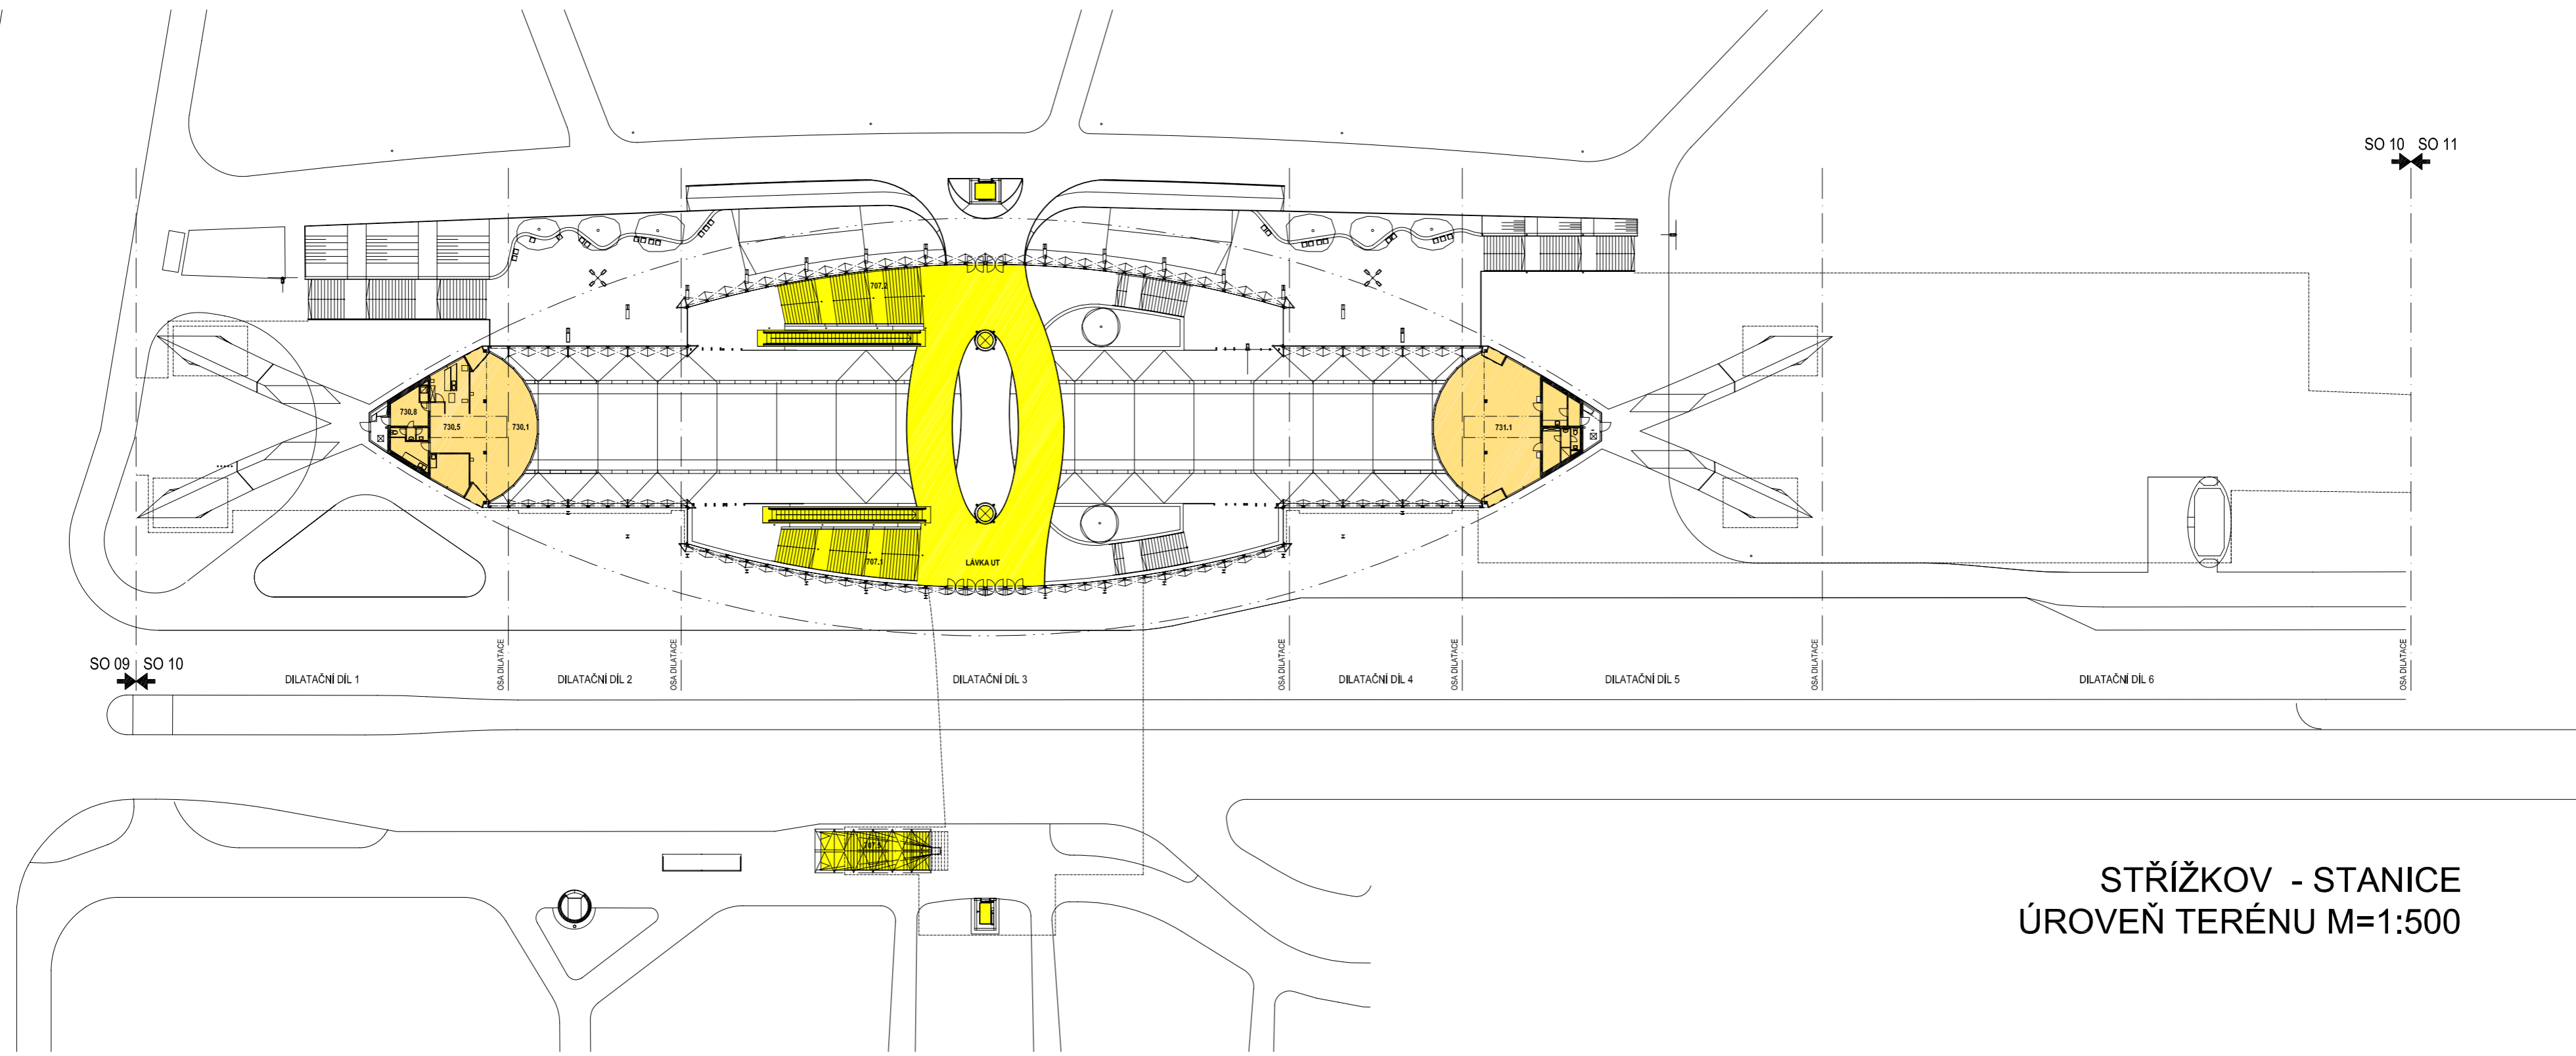 SO 10 SO 11
707.2
730.8
730.5
730.1
731.1
LÁVKA UT
707.1
OSA DILATACE
OSA DILATACE
OSA DILATACE
OSA DILATACE
OSA DILATACE
OSA DILATACE
SO 09 SO 10
DILATAČNÍ DÍL 1
DILATAČNÍ DÍL 2
DILATAČNÍ DÍL 3
DILATAČNÍ DÍL 4
DILATAČNÍ DÍL 5
DILATAČNÍ DÍL 6
STŘÍŽKOV - STANICE
ÚROVEŇ TERÉNU M=1:500